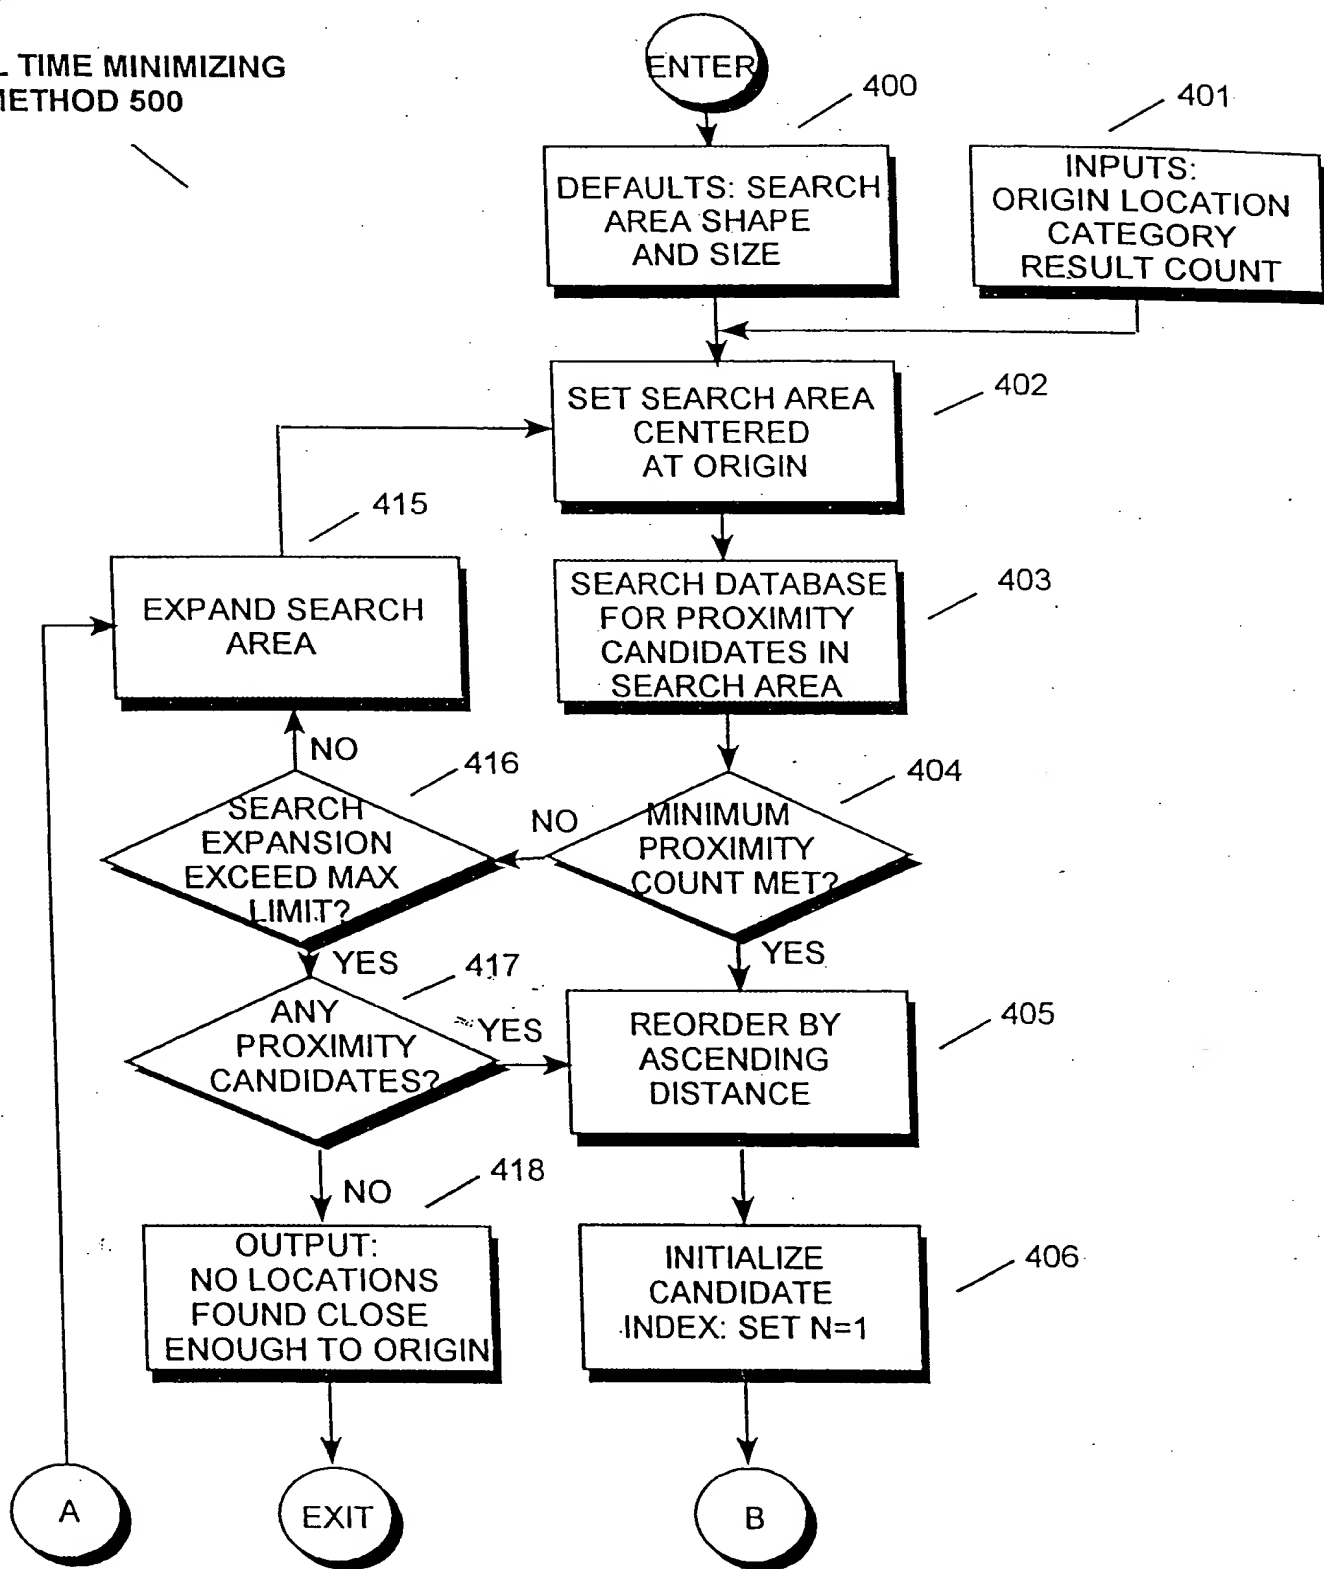 TIME MINIMIZING
METHOD 500
ENTER
400
401
DEFAULTS: SEARCH
AREA SHAPE
AND SIZE
INPUTS:
ORIGIN LOCATION
CATEGORY
RESULT COUNT
402
SET SEARCH AREA
CENTERED
AT ORIGIN
415
EXPAND SEARCH
AREA
403
SEARCH DATABASE
FOR PROXIMITY
CANDIDATES IN
SEARCH AREA
NO
416
SEARCH
EXPANSION
EXCEED MAX
LIMIT?
NO
404
MINIMUM
PROXIMITY
COUNT MET?
YES
YES
417
ANY
PROXIMITY
CANDIDATES?
YES
405
REORDER BY
ASCENDING
DISTANCE
NO
418
OUTPUT:
NO LOCATIONS
FOUND CLOSE
ENOUGH TO ORIGIN
406
INITIALIZE
CANDIDATE
INDEX: SET N=1
A
EXIT
B